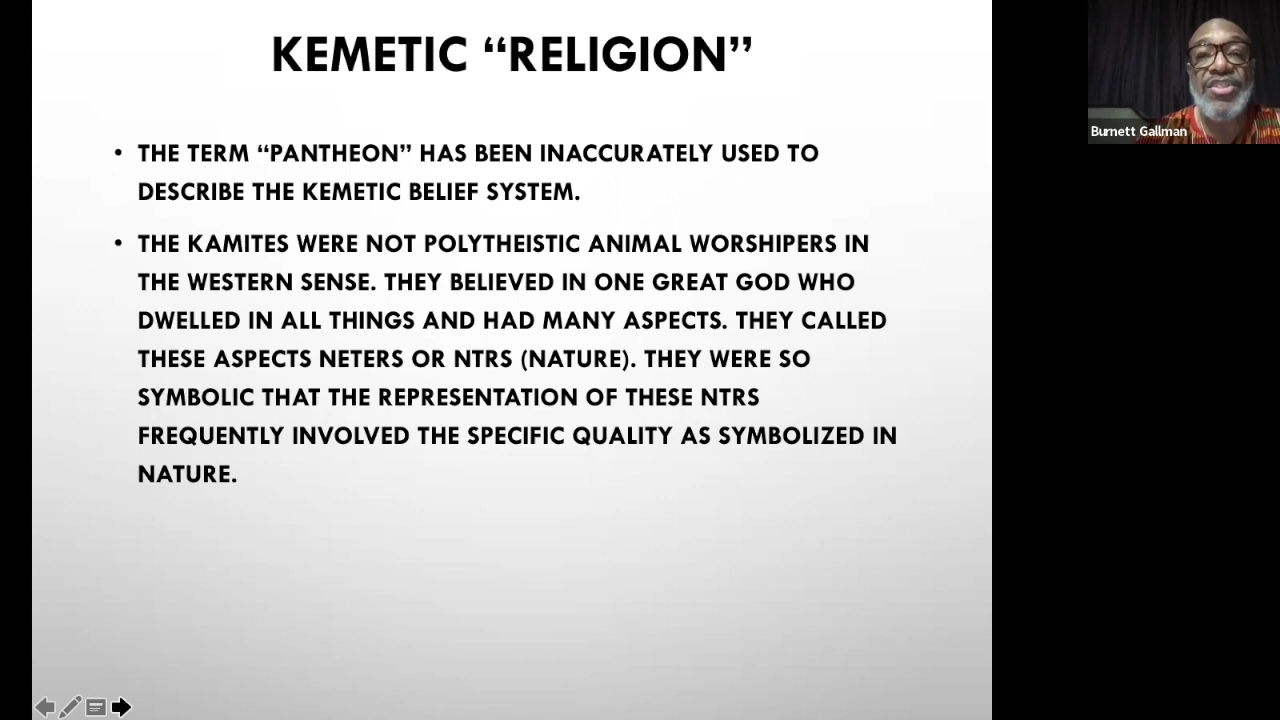 KEMETIC “RELIGION”
• THE TERM “PANTHEON” HAS BEEN INACCURATELY USED TO
DESCRIBE THE KEMETIC BELIEF SYSTEM.
• THE KAMITES WERE NOT POLYTHEISTIC ANIMAL WORSHIPERS IN
THE WESTERN SENSE. THEY BELIEVED IN ONE GREAT GOD WHO
DWELLED IN ALL THINGS AND HAD MANY ASPECTS. THEY CALLED
THESE ASPECTS NETERS OR NTRS (NATURE). THEY WERE SO
SYMBOLIC THAT THE REPRESENTATION OF THESE NTRS
FREQUENTLY INVOLVED THE SPECIFIC QUALITY AS SYMBOLIZED IN
NATURE.
Burnett Gallman